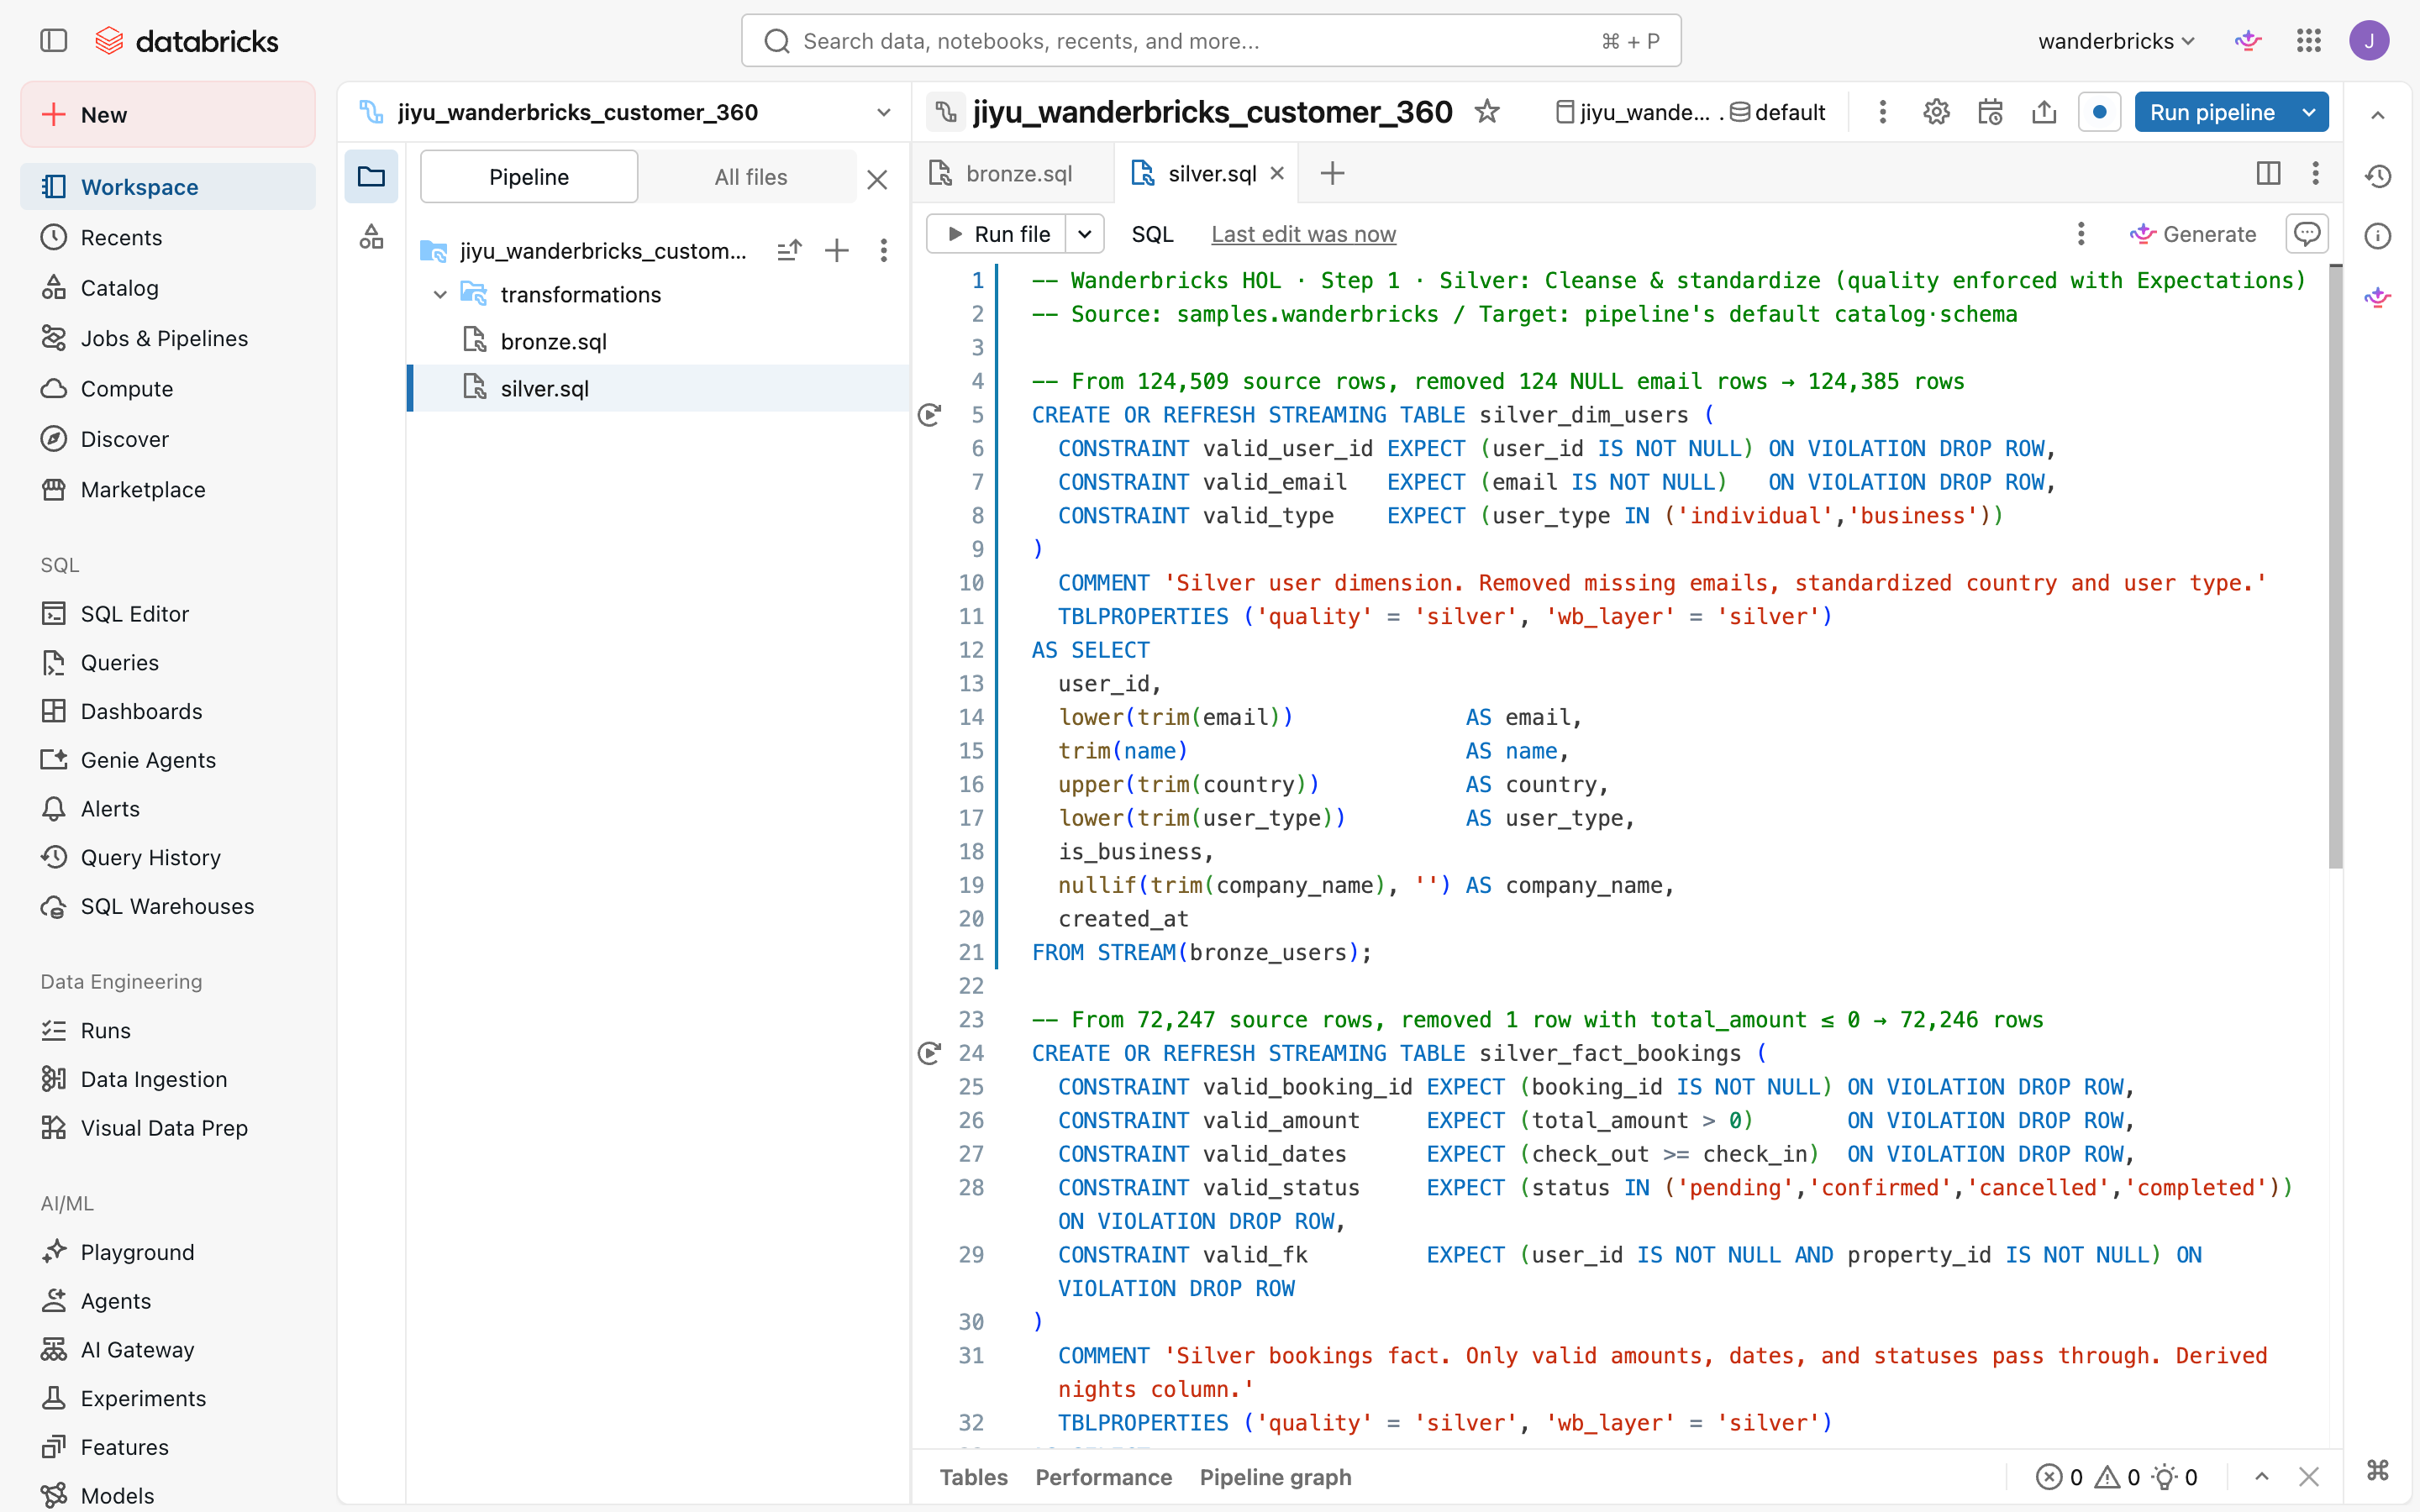 databricks
Search data, notebooks, recents, and more...
⌘ + P
wanderbricks
J
New
Workspace
Recents
Catalog
Jobs & Pipelines
Compute
Discover
Marketplace
SQL
SQL Editor
Queries
Dashboards
Genie Agents
Alerts
Query History
SQL Warehouses
Data Engineering
Runs
Data Ingestion
Visual Data Prep
AI/ML
Playground
Agents
AI Gateway
Experiments
Features
Models
jiyu_wanderbricks_customer_360
Pipeline
All files
jiyu_wanderbricks_custom...
transformations
bronze.sql
silver.sql
jiyu_wanderbricks_customer_360
jiyu_wande... . default
Run pipeline
bronze.sql
silver.sql
Run file
SQL
Last edit was now
Generate
1 -- Wanderbricks HOL · Step 1 · Silver: Cleanse & standardize (quality enforced with Expectations)
2 -- Source: samples.wanderbricks / Target: pipeline's default catalog·schema
3
4 -- From 124,509 source rows, removed 124 NULL email rows → 124,385 rows
5 CREATE OR REFRESH STREAMING TABLE silver_dim_users (
6   CONSTRAINT valid_user_id EXPECT (user_id IS NOT NULL) ON VIOLATION DROP ROW,
7   CONSTRAINT valid_email   EXPECT (email IS NOT NULL)   ON VIOLATION DROP ROW,
8   CONSTRAINT valid_type    EXPECT (user_type IN ('individual','business'))
9 )
10   COMMENT 'Silver user dimension. Removed missing emails, standardized country and user type.'
11   TBLPROPERTIES ('quality' = 'silver', 'wb_layer' = 'silver')
12 AS SELECT
13   user_id,
14   lower(trim(email))             AS email,
15   trim(name)                     AS name,
16   upper(trim(country))           AS country,
17   lower(trim(user_type))         AS user_type,
18   is_business,
19   nullif(trim(company_name), '') AS company_name,
20   created_at
21 FROM STREAM(bronze_users);
22
23 -- From 72,247 source rows, removed 1 row with total_amount ≤ 0 → 72,246 rows
24 CREATE OR REFRESH STREAMING TABLE silver_fact_bookings (
25   CONSTRAINT valid_booking_id EXPECT (booking_id IS NOT NULL) ON VIOLATION DROP ROW,
26   CONSTRAINT valid_amount     EXPECT (total_amount > 0)       ON VIOLATION DROP ROW,
27   CONSTRAINT valid_dates      EXPECT (check_out >= check_in)  ON VIOLATION DROP ROW,
28   CONSTRAINT valid_status     EXPECT (status IN ('pending','confirmed','cancelled','completed'))
ON VIOLATION DROP ROW,
29   CONSTRAINT valid_fk         EXPECT (user_id IS NOT NULL AND property_id IS NOT NULL) ON
VIOLATION DROP ROW
30 )
31   COMMENT 'Silver bookings fact. Only valid amounts, dates, and statuses pass through. Derived
nights column.'
32   TBLPROPERTIES ('quality' = 'silver', 'wb_layer' = 'silver')
Tables
Performance
Pipeline graph
0
0
0
⌘